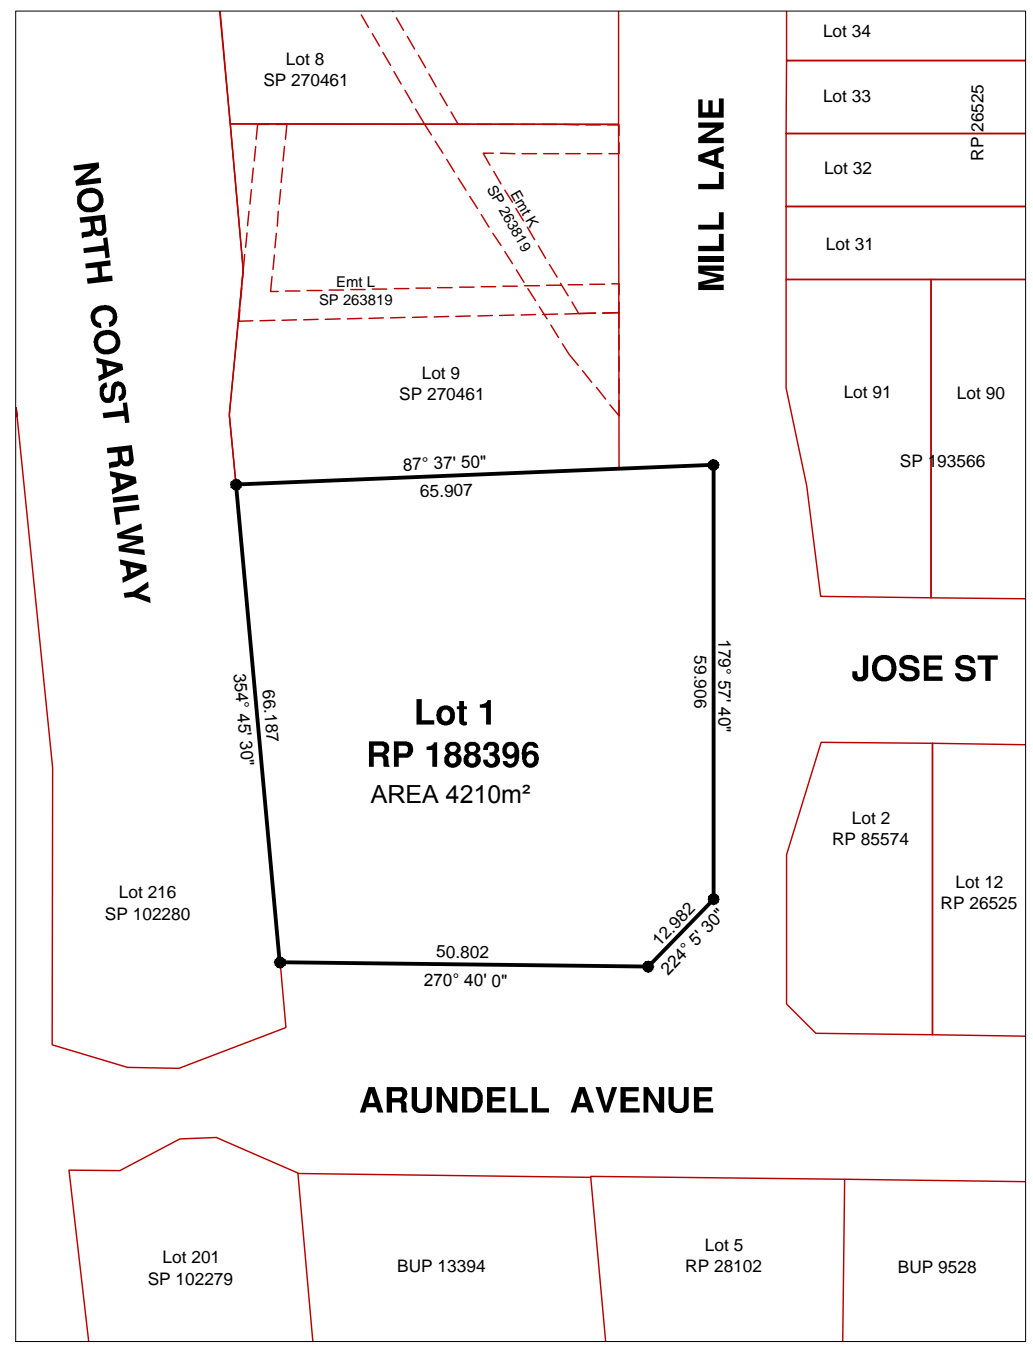 Lot 8
SP 270461
Lot 34
Lot 33
RP 26525
Lot 32
Lot 31
MILL LANE
NORTH COAST RAILWAY
Emt K
SP 263819
Emt L
SP 263819
Lot 9
SP 270461
Lot 91
Lot 90
SP 193566
87° 37' 50"
65.907
179° 57' 40"
59.906
JOSE ST
66.187
354° 45' 30"
Lot 1
RP 188396
AREA 4210m²
Lot 2
RP 85574
Lot 12
RP 26525
Lot 216
SP 102280
12.982
224° 5' 30"
50.802
270° 40' 0"
ARUNDELL AVENUE
Lot 201
SP 102279
BUP 13394
Lot 5
RP 28102
BUP 9528